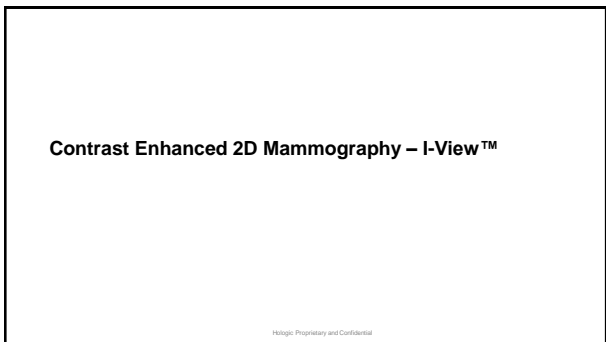 Contrast Enhanced 2D Mammography – I-View™
Hologic Proprietary and Confidential